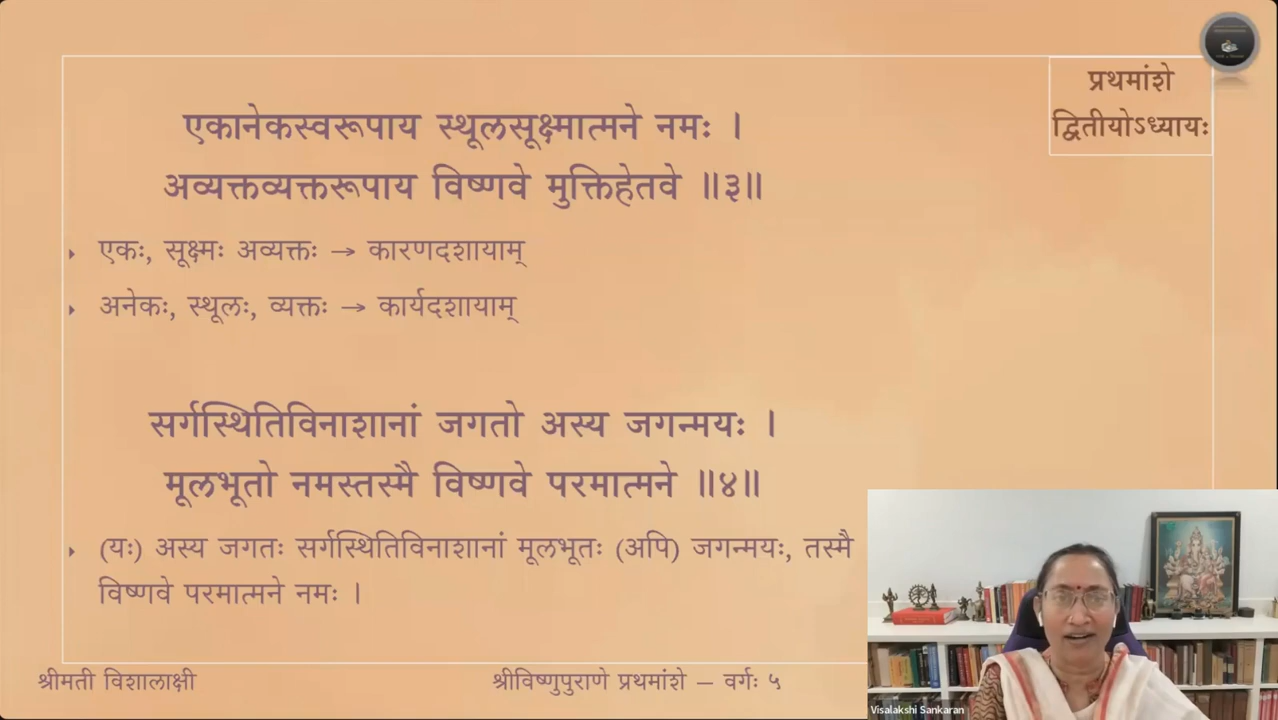 प्रथमांशे
द्वितीयोऽध्यायः
एकानेकस्वरूपाय स्थूलसूक्ष्मात्मने नमः ।
अव्यक्तव्यक्तरूपाय विष्णवे मुक्तिहेतवे ॥३॥
एकः, सूक्ष्मः अव्यक्तः → कारणदशायाम्
अनेकः, स्थूलः, व्यक्तः → कार्यदशायाम्
सर्गस्थितिविनाशानां जगतो अस्य जगन्मयः ।
मूलभूतो नमस्तस्मै विष्णवे परमात्मने ॥४॥
(यः) अस्य जगतः सर्गस्थितिविनाशानां मूलभूतः (अपि) जगन्मयः, तस्मै
विष्णवे परमात्मने नमः ।
श्रीमती विशालाक्षी
श्रीविष्णुपुराणे प्रथमांशे – वर्गः ५
Visalakshi Sankaran